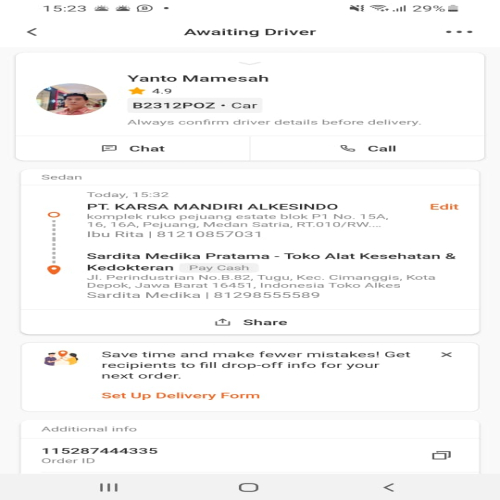 15:23 29%
Awaiting Driver
Yanto Mamesah
4.9
B2312POZ • Car
Always confirm driver details before delivery.
Chat Call
Sedan
Today, 15:32
PT. KARSA MANDIRI ALKESINDO Edit
komplek ruko pejuang estate blok P1 No. 15A,
16, 16A, Pejuang, Medan Satria, RT.010/RW....
Ibu Rita | 81210857031
Sardita Medika Pratama - Toko Alat Kesehatan &
Kedokteran Pay Cash
Jl. Perindustrian No.B.82, Tugu, Kec. Cimanggis, Kota
Depok, Jawa Barat 16451, Indonesia Toko Alkes
Sardita Medika | 81298555589
Share
Save time and make fewer mistakes! Get
recipients to fill drop-off info for your
next order.
Set Up Delivery Form
Additional info
115287444335
Order ID